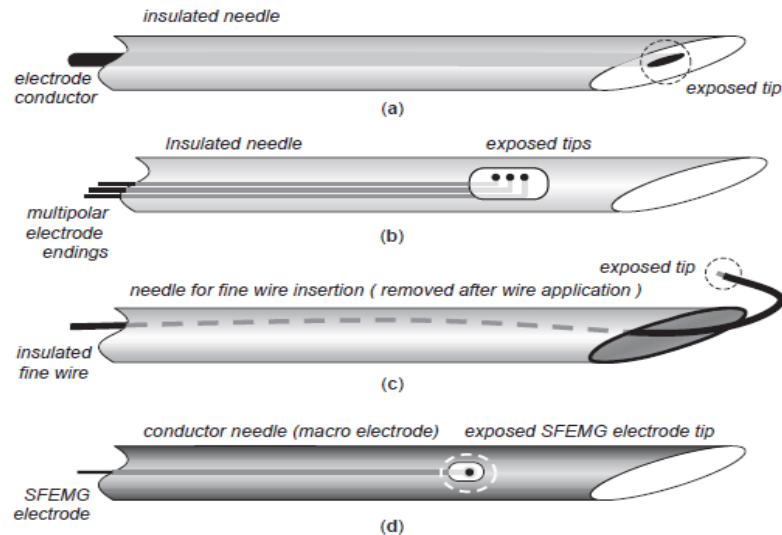 insulated needle
electrode
conductor
exposed tip
(a)
Insulated needle
exposed tips
multipolar
electrode
endings
(b)
exposed tip
needle for fine wire insertion ( removed after wire application )
insulated
fine wire
(c)
conductor needle (macro electrode)
exposed SFEMG electrode tip
SFEMG
electrode
(d)